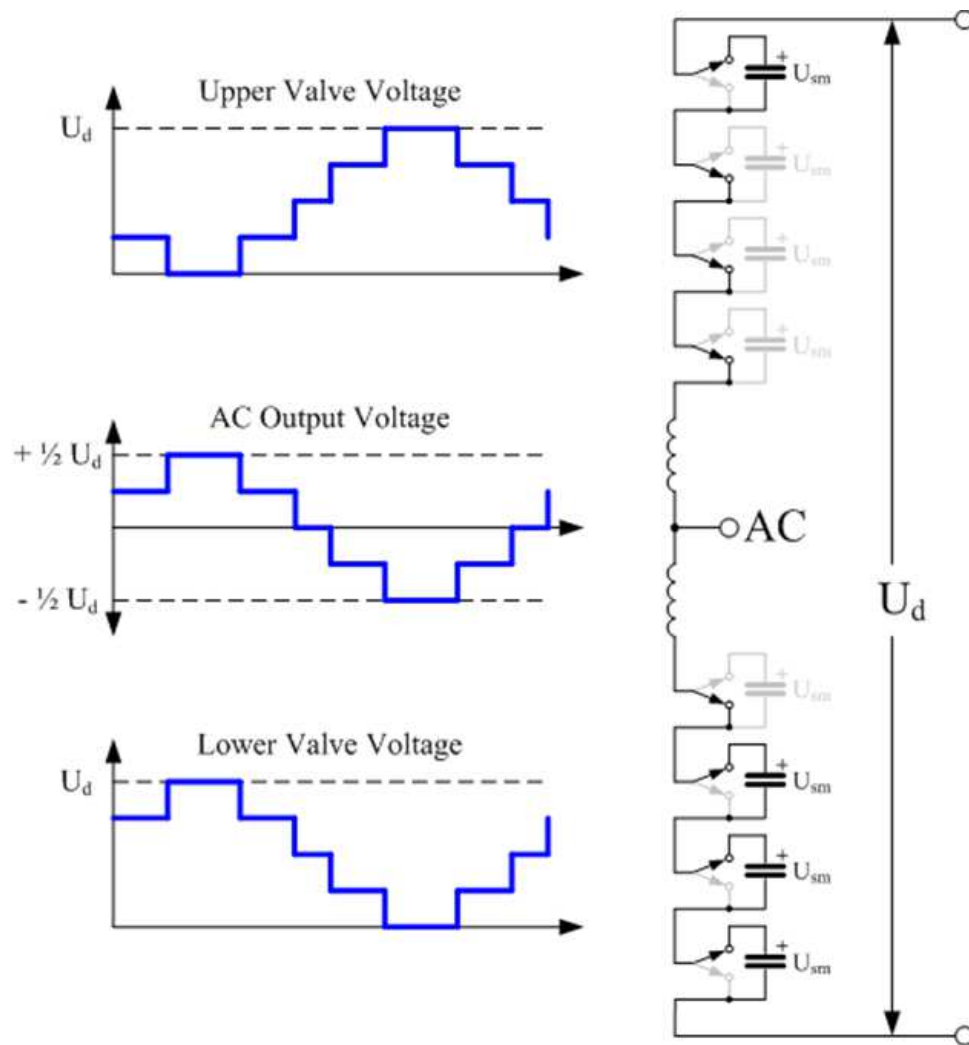 Upper Valve Voltage
U_d
AC Output Voltage
+ ½ U_d
- ½ U_d
Lower Valve Voltage
U_d
+ U_sm
+ U_sm
+ U_sm
+ U_sm
AC
U_d
+ U_sm
+ U_sm
+ U_sm
+ U_sm